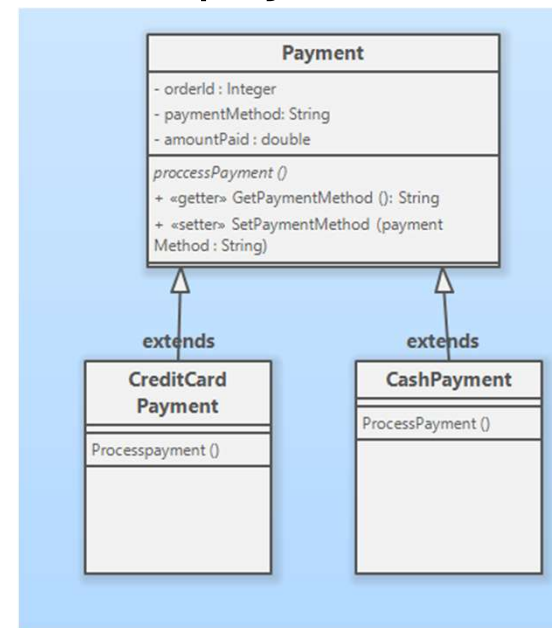 Payment
- orderId : Integer
- paymentMethod: String
- amountPaid : double
proccessPayment ()
+ «getter» GetPaymentMethod (): String
+ «setter» SetPaymentMethod (payment
Method : String)
extends
extends
CreditCard
Payment
Processpayment ()
CashPayment
ProcessPayment ()